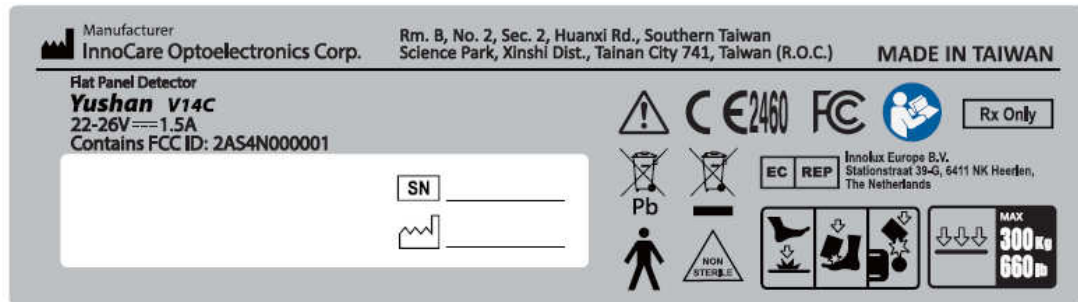 Manufacturer
InnoCare Optoelectronics Corp.
Rm. B, No. 2, Sec. 2, Huanxi Rd., Southern Taiwan
Science Park, Xinshi Dist., Tainan City 741, Taiwan (R.O.C.)
MADE IN TAIWAN
Flat Panel Detector
Yushan V14C
22-26V⎓1.5A
Contains FCC ID: 2AS4N000001
SN
CE2460
FC
Rx Only
EC REP
Innolux Europe B.V.
Stationstraat 39-G, 6411 NK Heerlen,
The Netherlands
Pb
NON
STERILE
MAX
300Kg
660lb